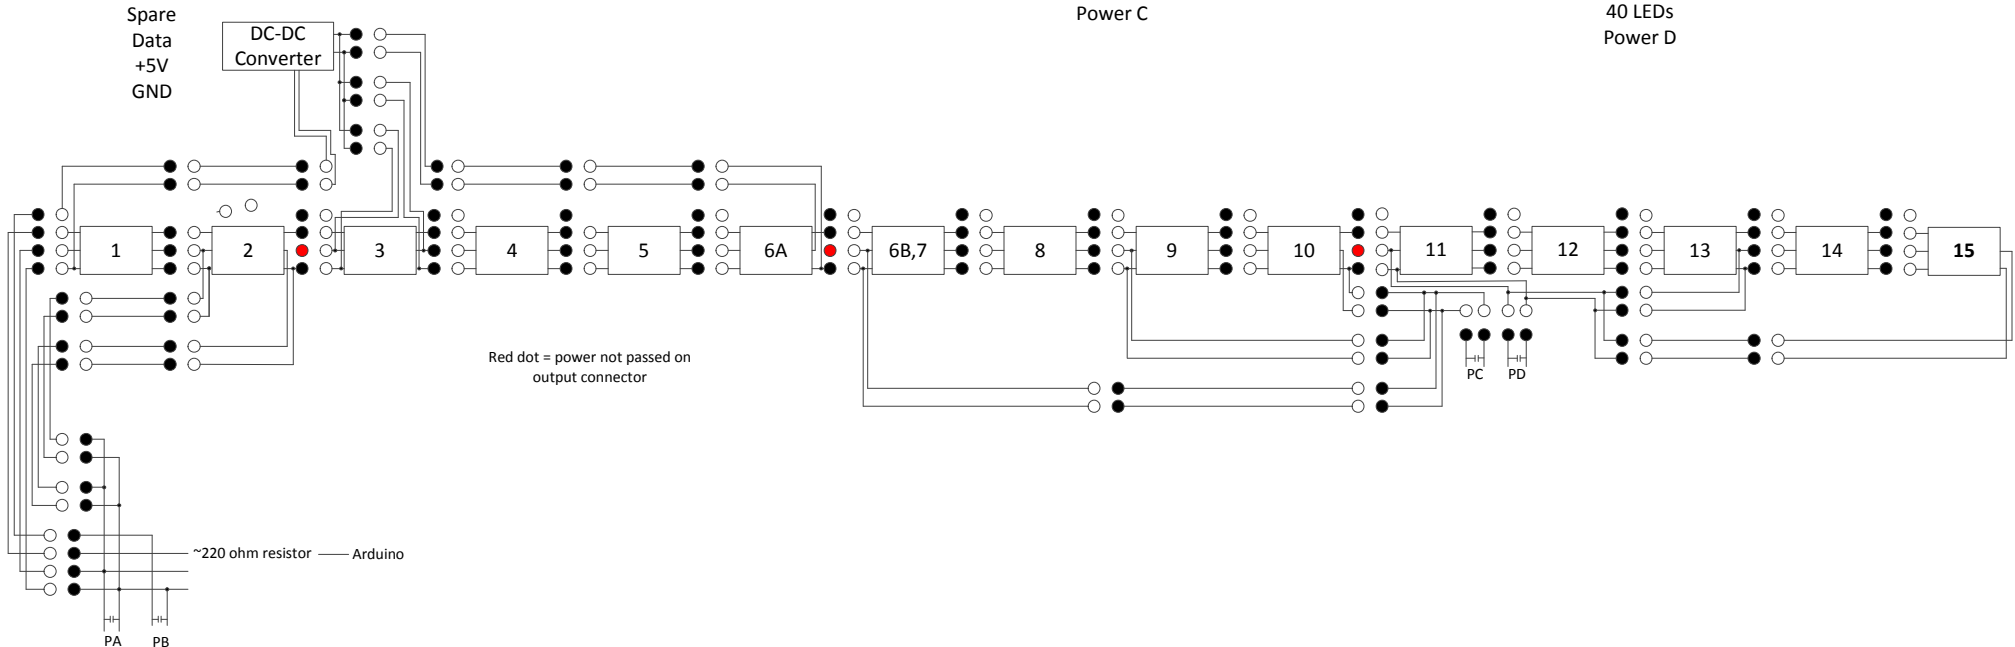 Spare
Data
+5V
GND
DC-DC
Converter
Power C
40 LEDs
Power D
1
2
3
4
5
6A
6B,7
8
9
10
11
12
13
14
15
Red dot = power not passed on
output connector
PC
PD
~220 ohm resistor
Arduino
PA
PB